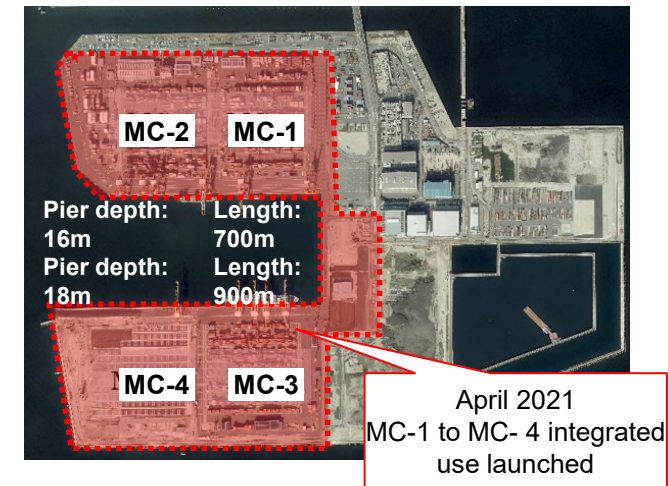 MC-2 MC-1
Pier depth: Length:
16m 700m
Pier depth: Length:
18m 900m
MC-4 MC-3
April 2021
MC-1 to MC- 4 integrated
use launched